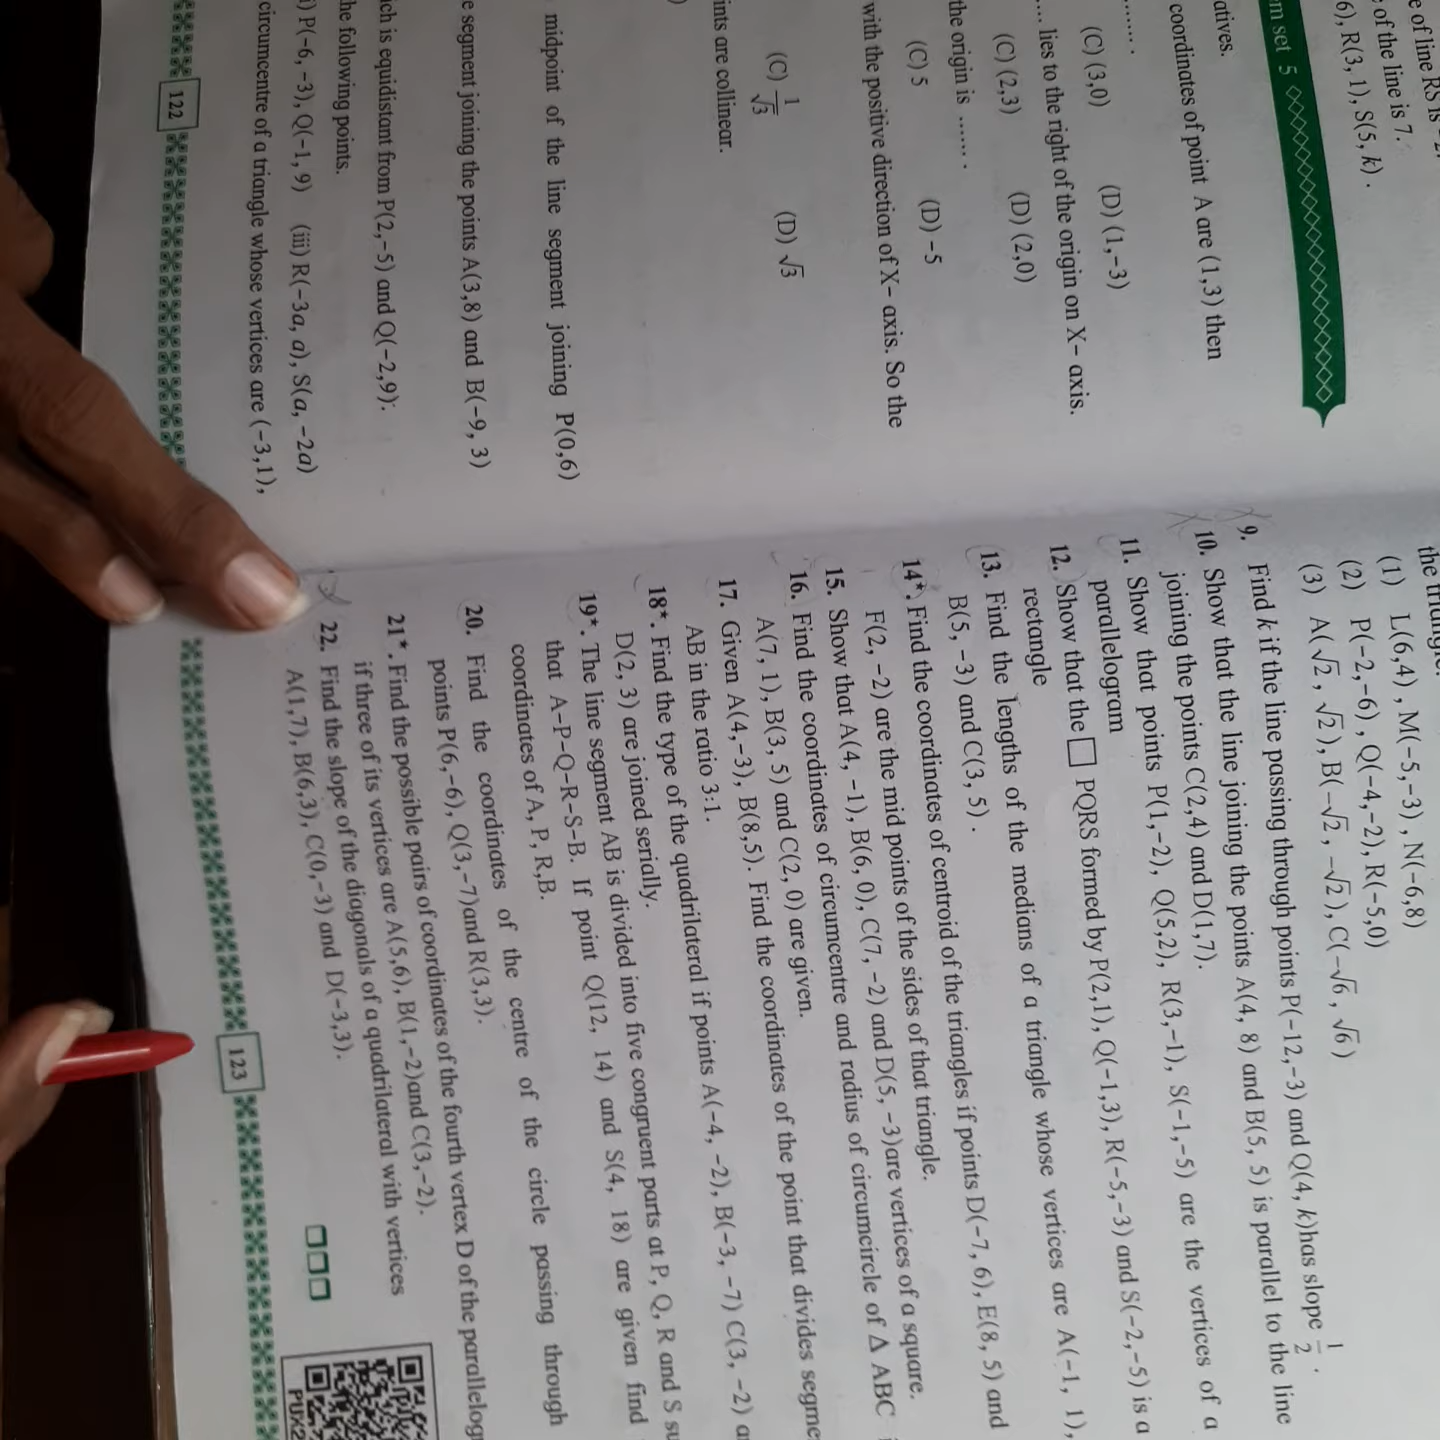 e of line RS is
of the line is 7.
6), R(3, 1), S(5, k) .
m set 5
atives.
coordinates of point A are (1,3) then
........
(C) (3,0) (D) (1,-3)
.... lies to the right of the origin on X- axis.
(C) (2,3) (D) (2,0)
the origin is ....... .
(C) 5 (D) -5
with the positive direction of X- axis. So the
(C) 1/√3 (D) √3
ints are collinear.
midpoint of the line segment joining P(0,6)
e segment joining the points A(3,8) and B(-9, 3)
ich is equidistant from P(2,-5) and Q(-2,9).
he following points.
i) P(-6, -3), Q(-1, 9) (iii) R(-3a, a), S(a, -2a)
circumcentre of a triangle whose vertices are (-3,1),
122
the triangle.
(1) L(6,4) , M(-5,-3) , N(-6,8)
(2) P(-2,-6) , Q(-4,-2), R(-5,0)
(3) A(√2 , √2), B(-√2 , -√2), C(-√6 , √6)
9. Find k if the line passing through points P(-12,-3) and Q(4, k)has slope 1/2 .
10. Show that the line joining the points A(4, 8) and B(5, 5) is parallel to the line
joining the points C(2,4) and D(1,7).
11. Show that points P(1,-2), Q(5,2), R(3,-1), S(-1,-5) are the vertices of a
parallelogram
12. Show that the □ PQRS formed by P(2,1), Q(-1,3), R(-5,-3) and S(-2,-5) is a
rectangle
13. Find the lengths of the medians of a triangle whose vertices are A(-1, 1),
B(5, -3) and C(3, 5) .
14*. Find the coordinates of centroid of the triangles if points D(-7, 6), E(8, 5) and
F(2, -2) are the mid points of the sides of that triangle.
15. Show that A(4, -1), B(6, 0), C(7, -2) and D(5, -3)are vertices of a square.
16. Find the coordinates of circumcentre and radius of circumcircle of Δ ABC
A(7, 1), B(3, 5) and C(2, 0) are given.
17. Given A(4,-3), B(8,5). Find the coordinates of the point that divides segme
AB in the ratio 3:1.
18*. Find the type of the quadrilateral if points A(-4, -2), B(-3, -7) C(3, -2) a
D(2, 3) are joined serially.
19*. The line segment AB is divided into five congruent parts at P, Q, R and S su
that A-P-Q-R-S-B. If point Q(12, 14) and S(4, 18) are given find
coordinates of A, P, R,B.
20. Find the coordinates of the centre of the circle passing through
points P(6,-6), Q(3,-7)and R(3,3).
21*. Find the possible pairs of coordinates of the fourth vertex D of the parallelogr
if three of its vertices are A(5,6), B(1,-2)and C(3,-2).
22. Find the slope of the diagonals of a quadrilateral with vertices
A(1,7), B(6,3), C(0,-3) and D(-3,3).
123